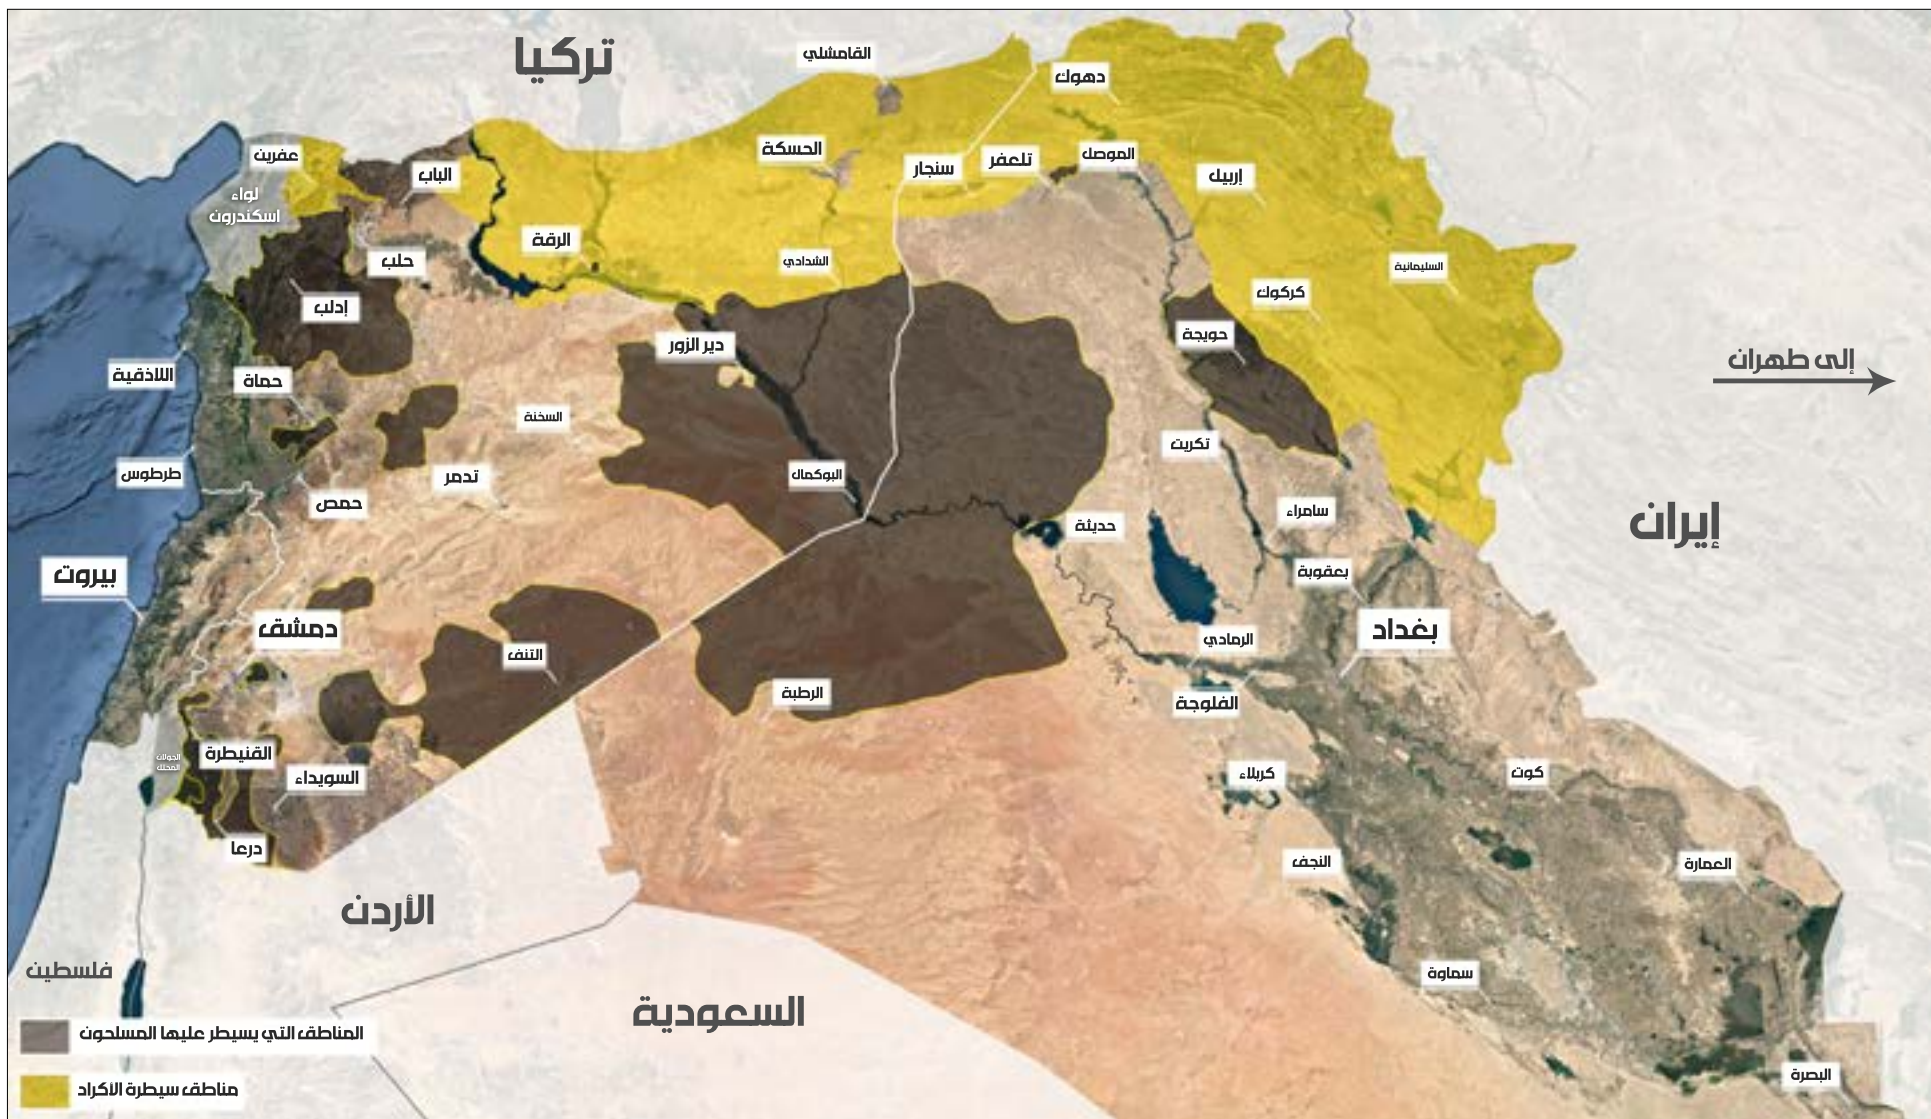 تركيا
القامشلي
دهوك
عفرين
الباب
الحسكة
سنجار
تلعفر
الموصل
إربيل
لواء
اسكندرون
حلب
الرقة
الشدادي
كركوك
السليمانية
إدلب
دير الزور
حويجة
إلى طهران
اللاذقية
حماة
السخنة
تكريت
طرطوس
تدمر
البوكمال
حمص
حديثة
سامراء
إيران
بيروت
بعقوبة
دمشق
بغداد
التنف
الرمادي
الرطبة
الفلوجة
الجولان
المحتل
القنيطرة
السويداء
كربلاء
كوت
درعا
النجف
العمارة
الأردن
فلسطين
السعودية
سماوة
البصرة
المناطق التي يسيطر عليها المسلحون
مناطق سيطرة الأكراد